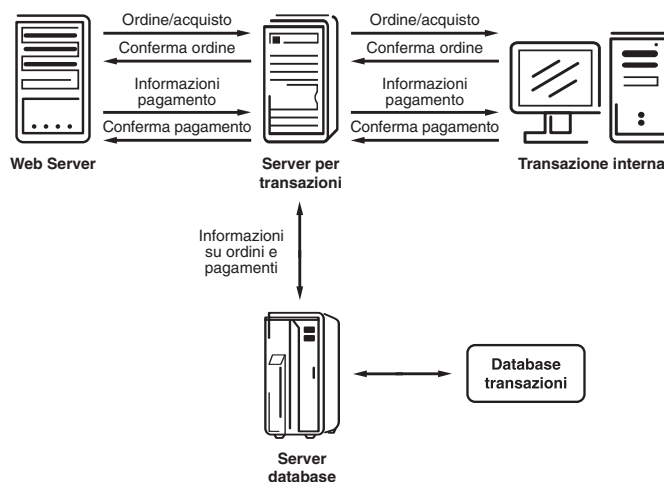 Ordine/acquisto
Conferma ordine
Informazioni
pagamento
Conferma pagamento
Ordine/acquisto
Conferma ordine
Informazioni
pagamento
Conferma pagamento
Web Server
Server per
transazioni
Transazione interna
Informazioni
su ordini e
pagamenti
Database
transazioni
Server
database